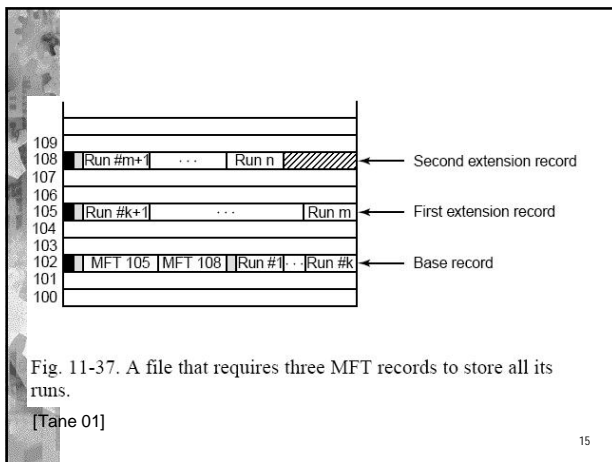 109
108 Run #m+1 · · · Run n Second extension record
107
106
105 Run #k+1 · · · Run m First extension record
104
103
102 MFT 105 MFT 108 Run #1 · · · Run #k Base record
101
100
Fig. 11-37. A file that requires three MFT records to store all its
runs.
[Tane 01]
15